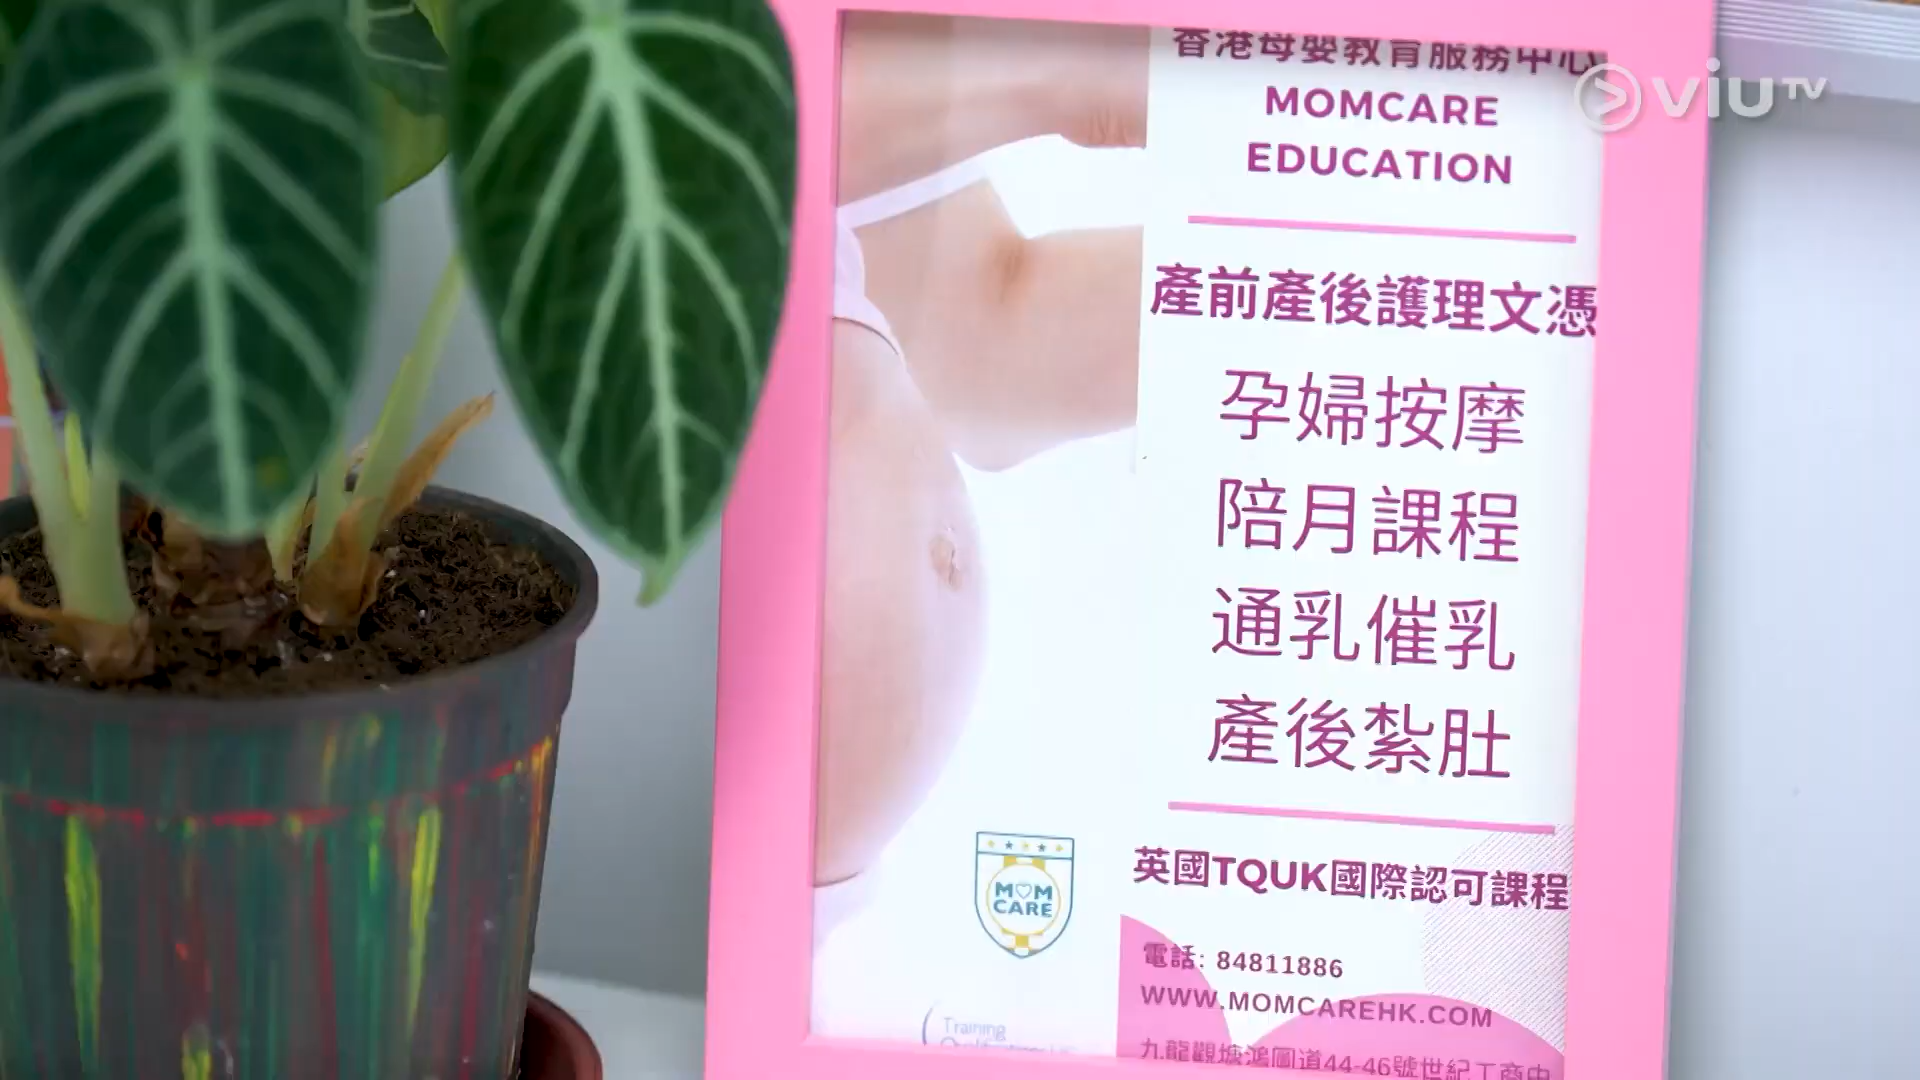 香港母嬰教育服務中心
viuTV
MOMCARE
EDUCATION
產前產後護理文憑
孕婦按摩
陪月課程
通乳催乳
產後紮肚
英國TQUK國際認可課程
MOM
CARE
電話: 84811886
WWW.MOMCAREHK.COM
Training
九龍觀塘鴻圖道44-46號世紀工商中